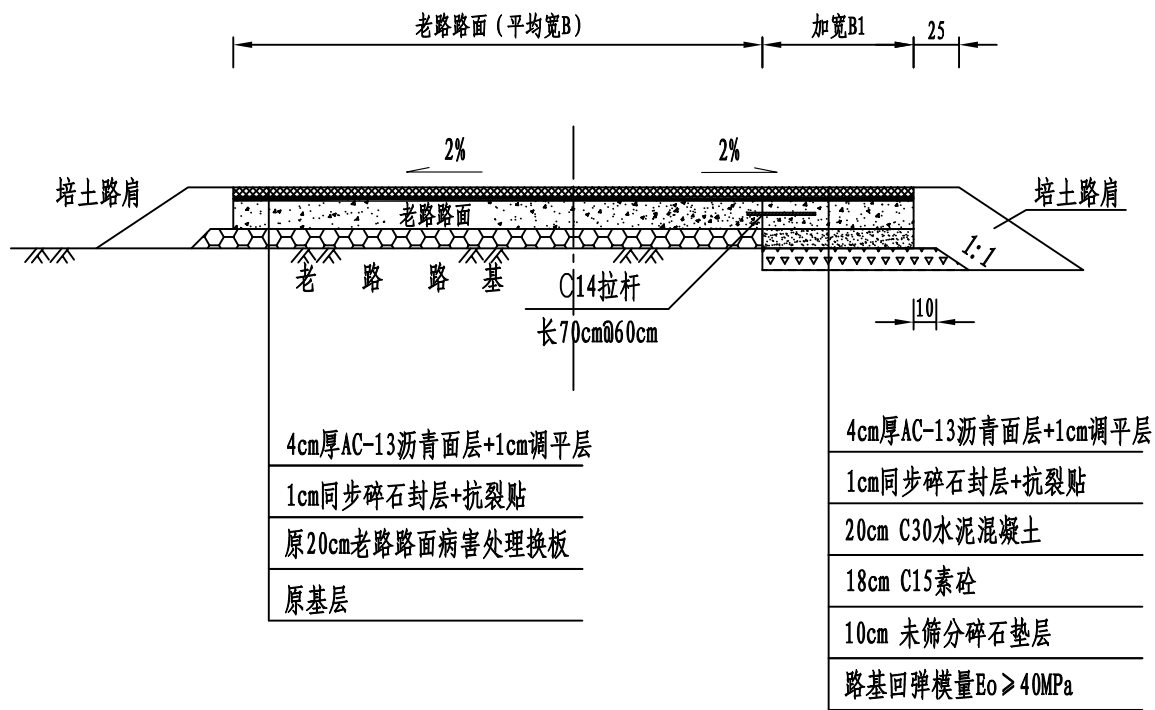 老路路面（平均宽B）
加宽B1
25
2%
2%
培土路肩
培土路肩
老路路面
1:1
老 路 路 基
C14拉杆
长70cm@60cm
10
4cm厚AC-13沥青面层+1cm调平层
1cm同步碎石封层+抗裂贴
原20cm老路路面病害处理换板
原基层
4cm厚AC-13沥青面层+1cm调平层
1cm同步碎石封层+抗裂贴
20cm C30水泥混凝土
18cm C15素砼
10cm 未筛分碎石垫层
路基回弹模量Eo≥40MPa